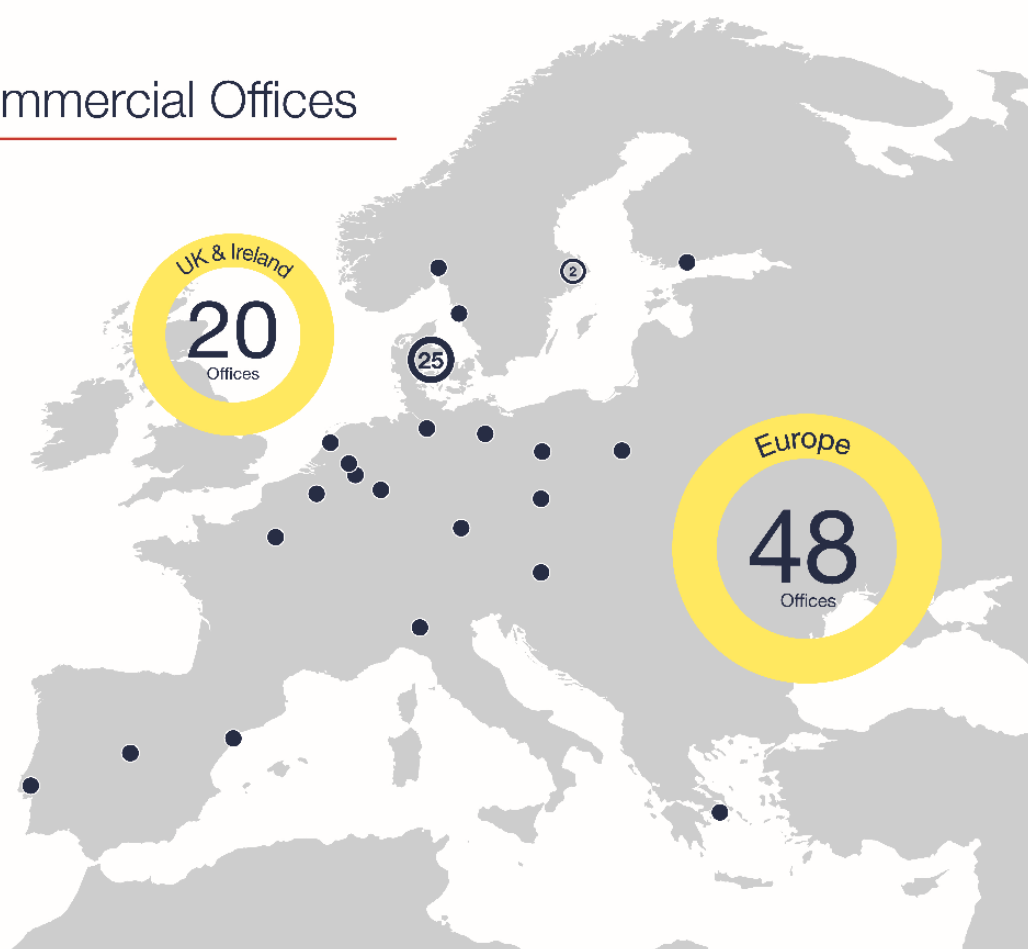 mmercial Offices
UK & Ireland
20
Offices
2
25
Europe
48
Offices